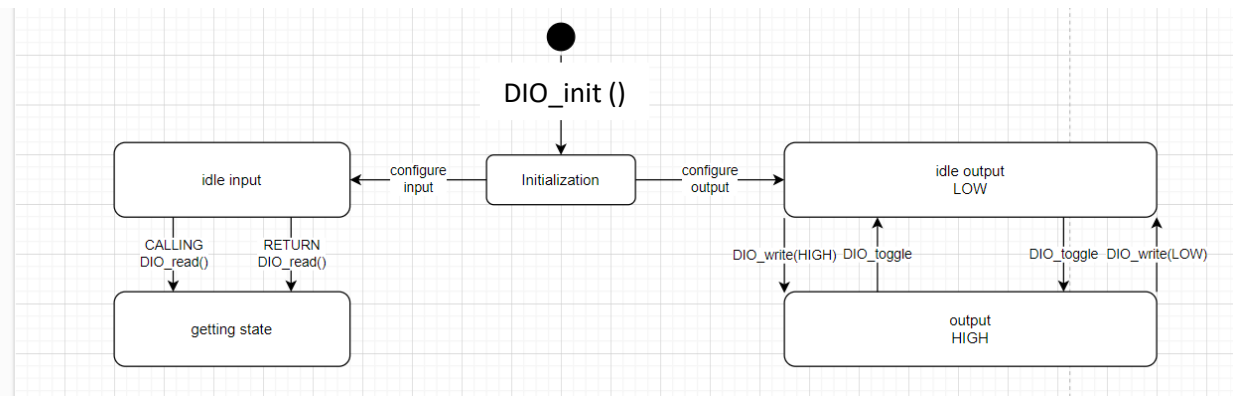 DIO_init ()
idle input
configure
input
Initialization
configure
output
idle output
LOW
CALLING
DIO_read()
RETURN
DIO_read()
DIO_write(HIGH)
DIO_toggle
DIO_toggle
DIO_write(LOW)
getting state
output
HIGH